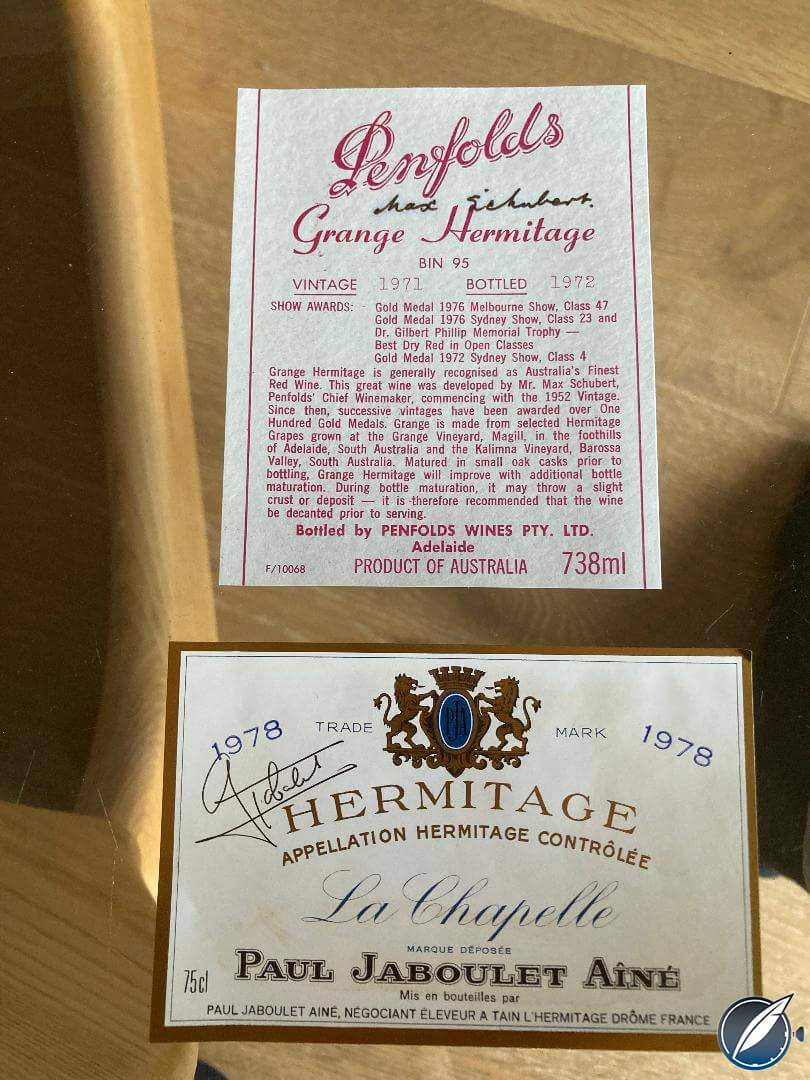 Penfolds
Max Schubert.
Grange Hermitage
BIN 95
VINTAGE 1971 BOTTLED 1972
SHOW AWARDS: - Gold Medal 1976 Melbourne Show, Class 47
Gold Medal 1976 Sydney Show, Class 23 and
Dr. Gilbert Phillip Memorial Trophy —
Best Dry Red in Open Classes
Gold Medal 1972 Sydney Show, Class 4
Grange Hermitage is generally recognised as Australia's Finest
Red Wine. This great wine was developed by Mr. Max Schubert,
Penfolds' Chief Winemaker, commencing with the 1952 Vintage.
Since then, successive vintages have been awarded over One
Hundred Gold Medals. Grange is made from selected Hermitage
Grapes grown at the Grange Vineyard, Magill, in the foothills
of Adelaide, South Australia and the Kalimna Vineyard, Barossa
Valley, South Australia. Matured in small oak casks prior to
bottling, Grange Hermitage will improve with additional bottle
maturation. During bottle maturation, it may throw a slight
crust or deposit — it is therefore recommended that the wine
be decanted prior to serving.
Bottled by PENFOLDS WINES PTY. LTD.
Adelaide
F/10068 PRODUCT OF AUSTRALIA 738ml
1978 TRADE PJA MARK 1978
Jaboulet
HERMITAGE
APPELLATION HERMITAGE CONTRÔLÉE
La Chapelle
MARQUE DÉPOSÉE
75cl PAUL JABOULET AÎNÉ
Mis en bouteilles par
PAUL JABOULET AINÉ, NÉGOCIANT ÉLEVEUR A TAIN L'HERMITAGE DRÔME FRANCE